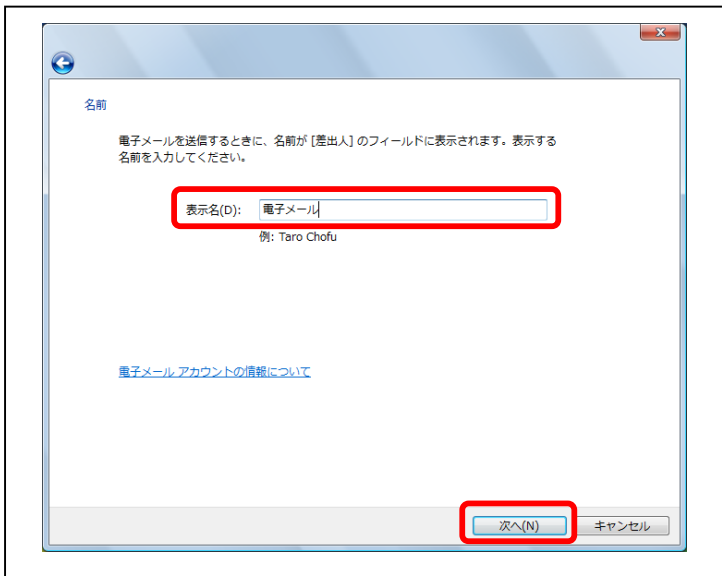 名前
電子メールを送信するときに、名前が [差出人] のフィールドに表示されます。表示する
名前を入力してください。
表示名(D): 電子メール
例: Taro Chofu
電子メール アカウントの情報について
次へ(N) キャンセル